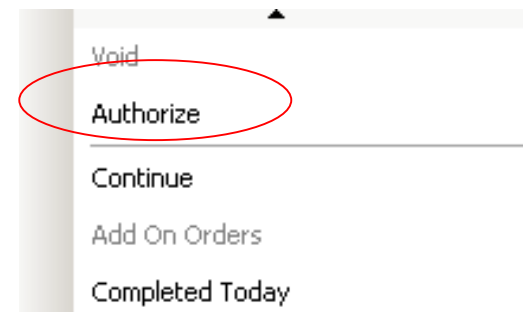 Void
Authorize
Continue
Add On Orders
Completed Today